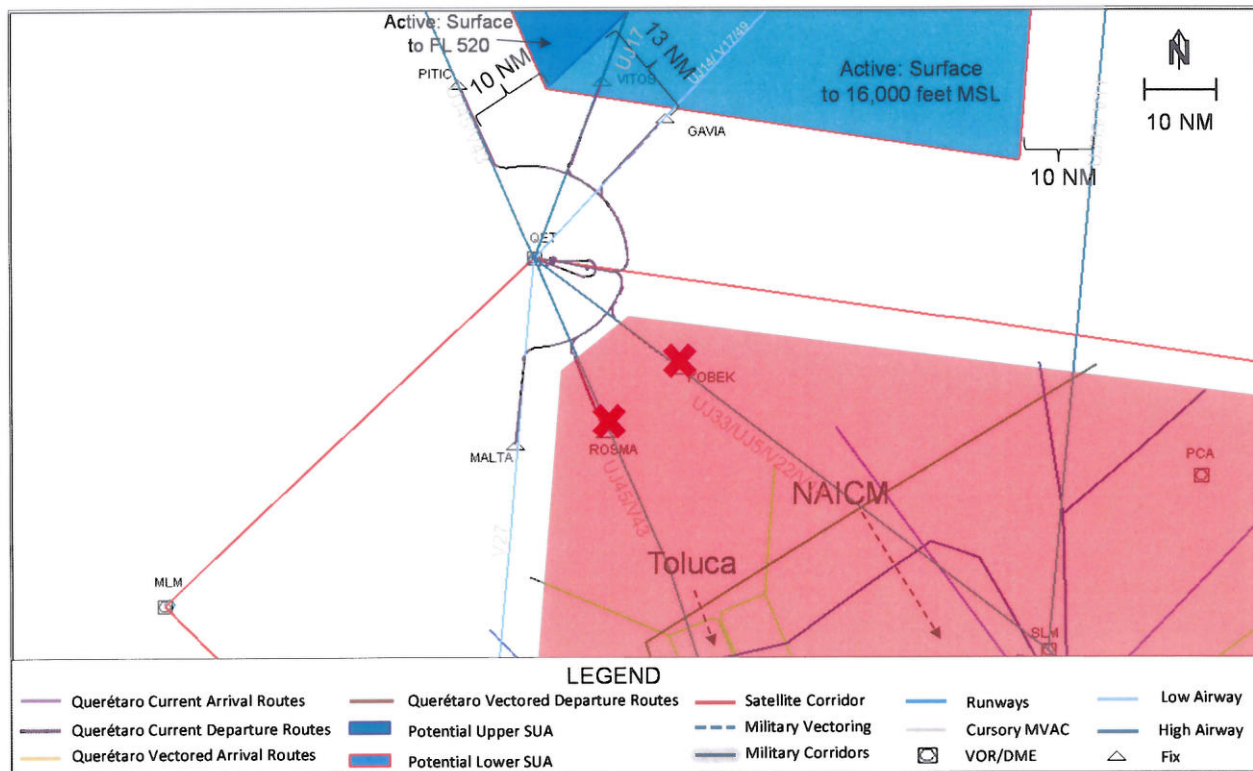 Active: Surface
to FL 520
10 NM
PITIC
UJ17
13 NM
UJ14/ V17/49
VITOS
GAVIA
Active: Surface
to 16,000 feet MSL
N
10 NM
10 NM
QET
ROSMA
UJ45/V43
MALTA
V27
NAICM
Toluca
PCA
MLM
SLM
LEGEND
Querétaro Current Arrival Routes
Querétaro Vectored Departure Routes
Satellite Corridor
Runways
Low Airway
Querétaro Current Departure Routes
Potential Upper SUA
Military Vectoring
Cursory MVAC
High Airway
Querétaro Vectored Arrival Routes
Potential Lower SUA
Military Corridors
VOR/DME
Fix